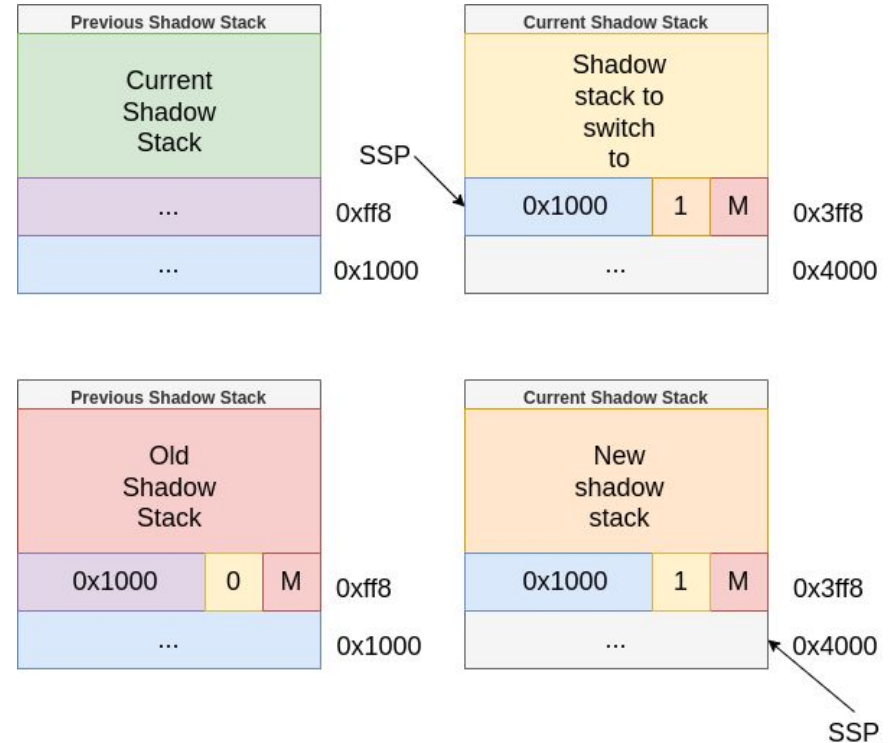 Previous Shadow Stack
Current
Shadow
Stack
...
0xff8
...
0x1000
SSP
Current Shadow Stack
Shadow
stack to
switch
to
0x1000 1 M
0x3ff8
...
0x4000
Previous Shadow Stack
Old
Shadow
Stack
0x1000 0 M
0xff8
...
0x1000
Current Shadow Stack
New
shadow
stack
0x1000 1 M
0x3ff8
...
0x4000
SSP